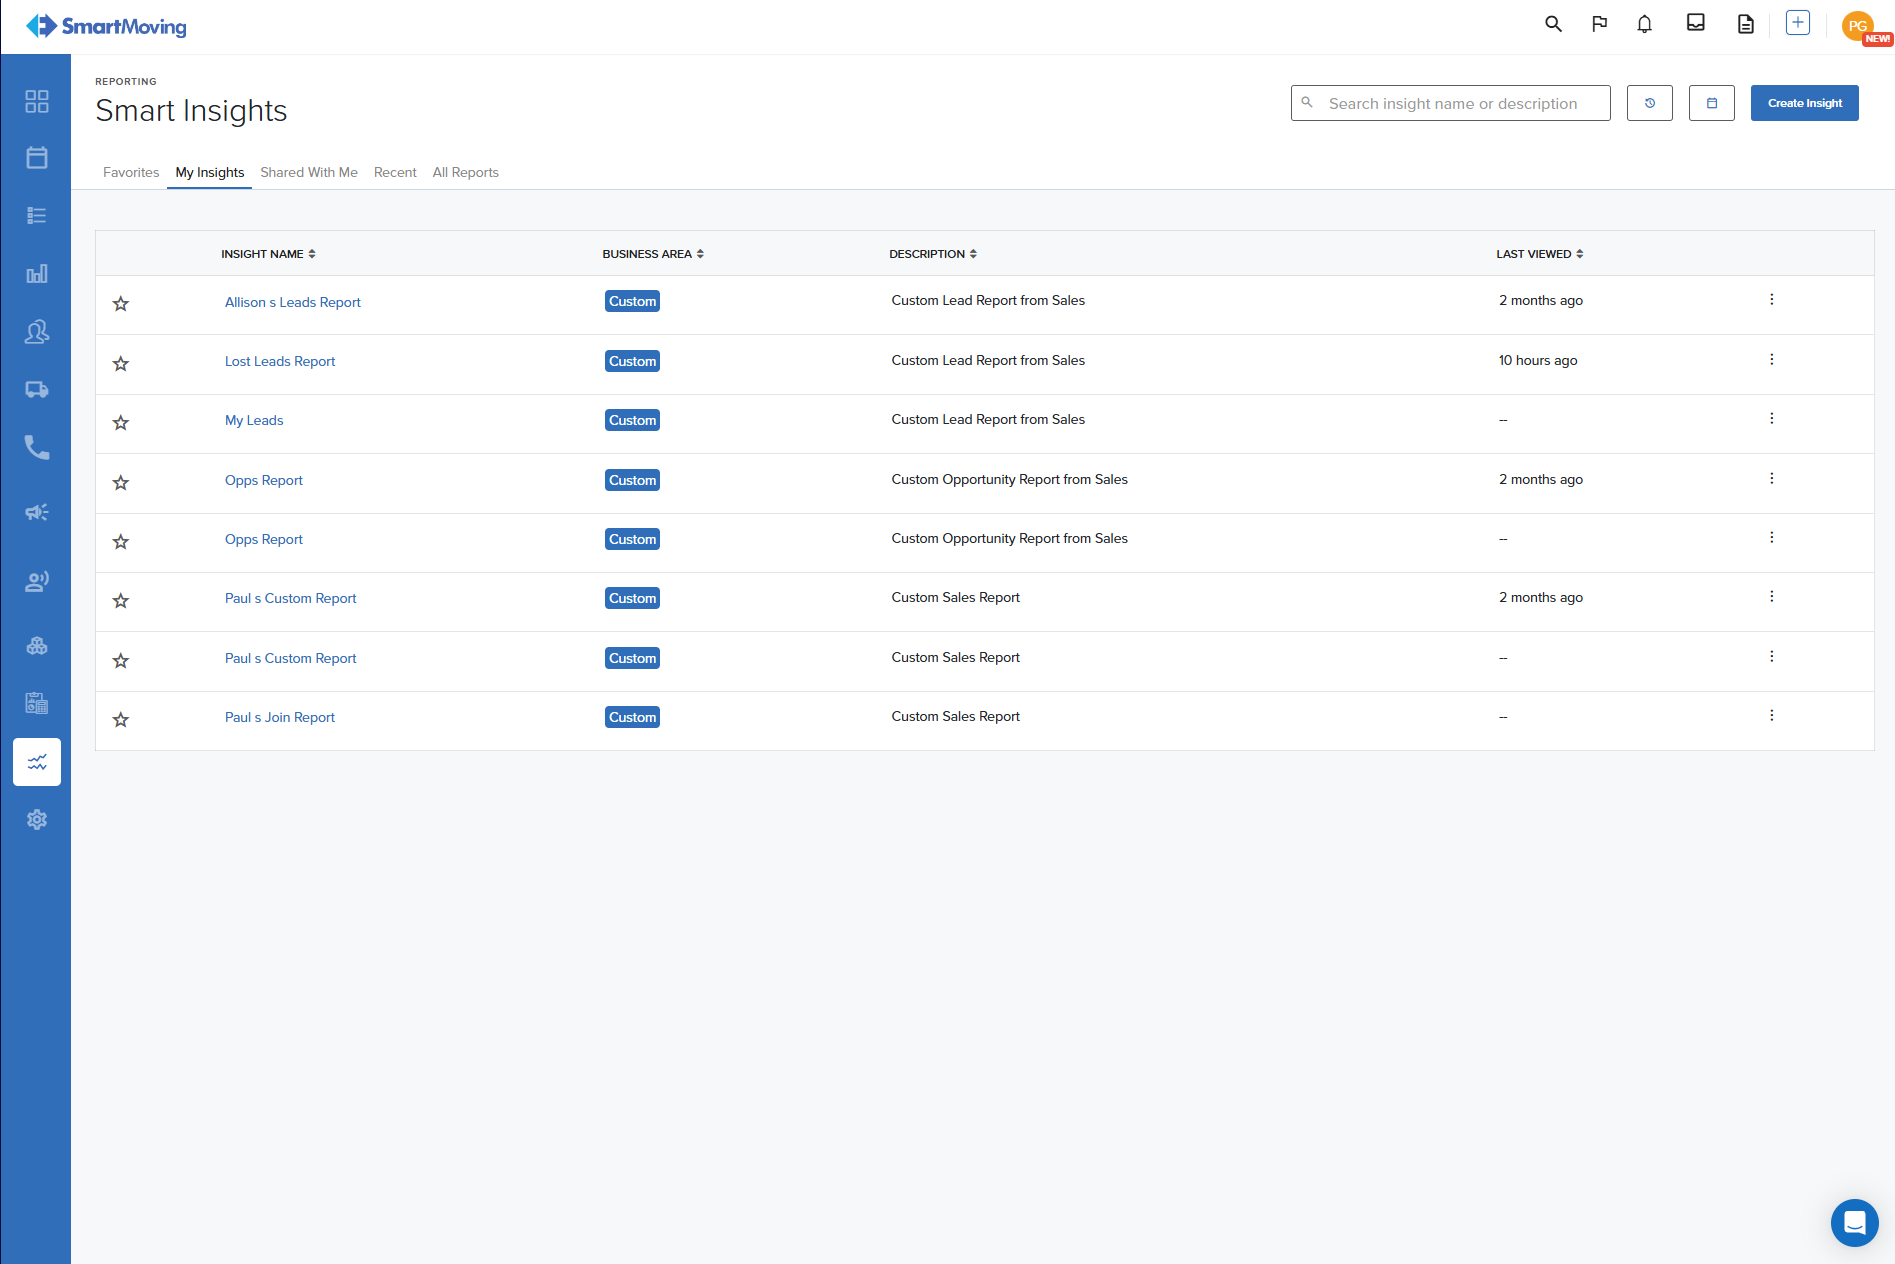 SmartMoving
PG
NEW!
REPORTING
Smart Insights
Search insight name or description
Create Insight
Favorites My Insights Shared With Me Recent All Reports
INSIGHT NAME BUSINESS AREA DESCRIPTION LAST VIEWED
Allison s Leads Report Custom Custom Lead Report from Sales 2 months ago
Lost Leads Report Custom Custom Lead Report from Sales 10 hours ago
My Leads Custom Custom Lead Report from Sales --
Opps Report Custom Custom Opportunity Report from Sales 2 months ago
Opps Report Custom Custom Opportunity Report from Sales --
Paul s Custom Report Custom Custom Sales Report 2 months ago
Paul s Custom Report Custom Custom Sales Report --
Paul s Join Report Custom Custom Sales Report --